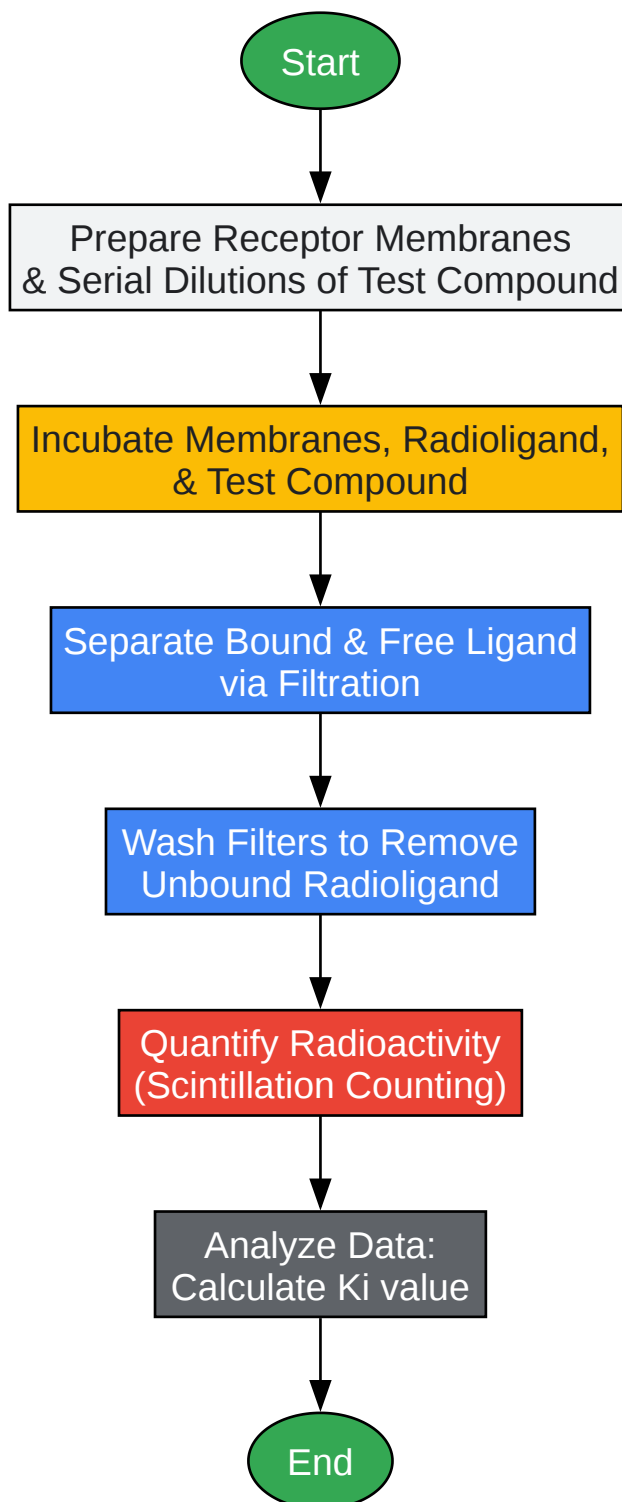 Start
Prepare Receptor Membranes
& Serial Dilutions of Test Compound
Incubate Membranes, Radioligand,
& Test Compound
Separate Bound & Free Ligand
via Filtration
Wash Filters to Remove
Unbound Radioligand
Quantify Radioactivity
(Scintillation Counting)
Analyze Data:
Calculate Ki value
End